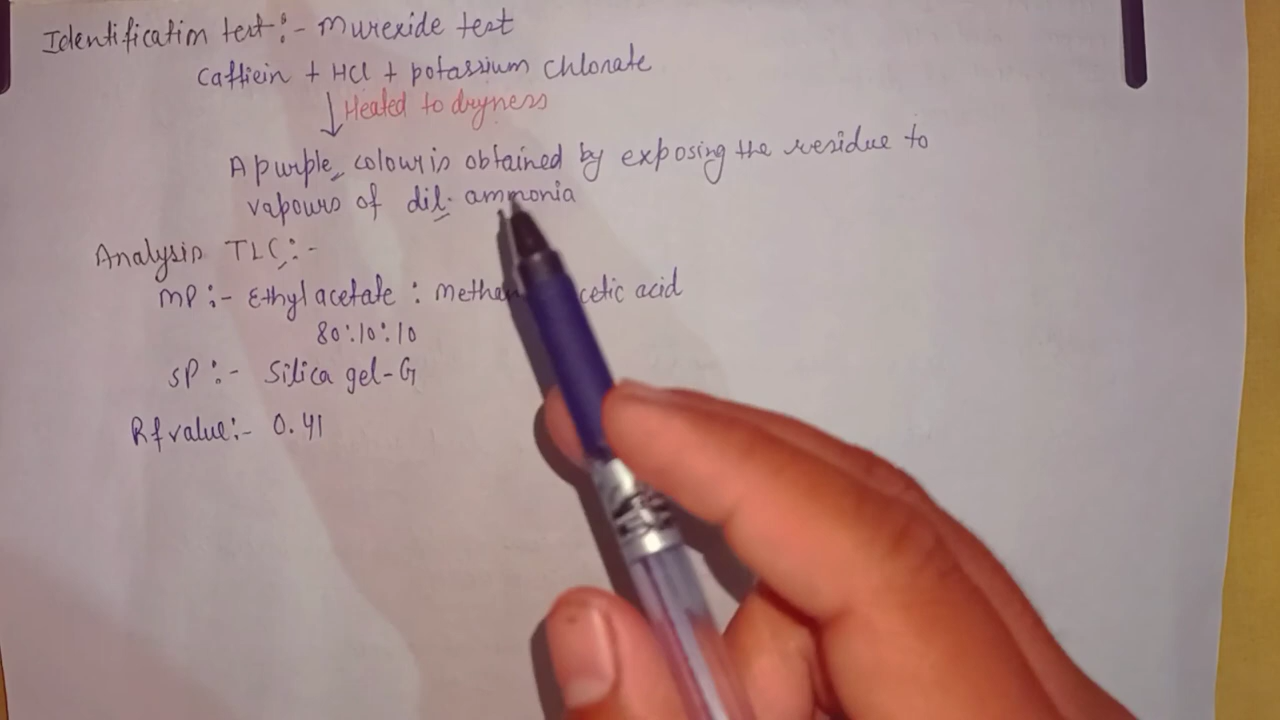 Identification test:- Murexide test
Caffiein + HCl + potassium chlorate
Heated to dryness
A purple colour is obtained by exposing the residue to
vapours of dil. ammonia
Analysis TLC:-
MP:- Ethyl acetate : cetic acid
80:10:10
SP:- Silica gel-G
Rf value:- 0.41